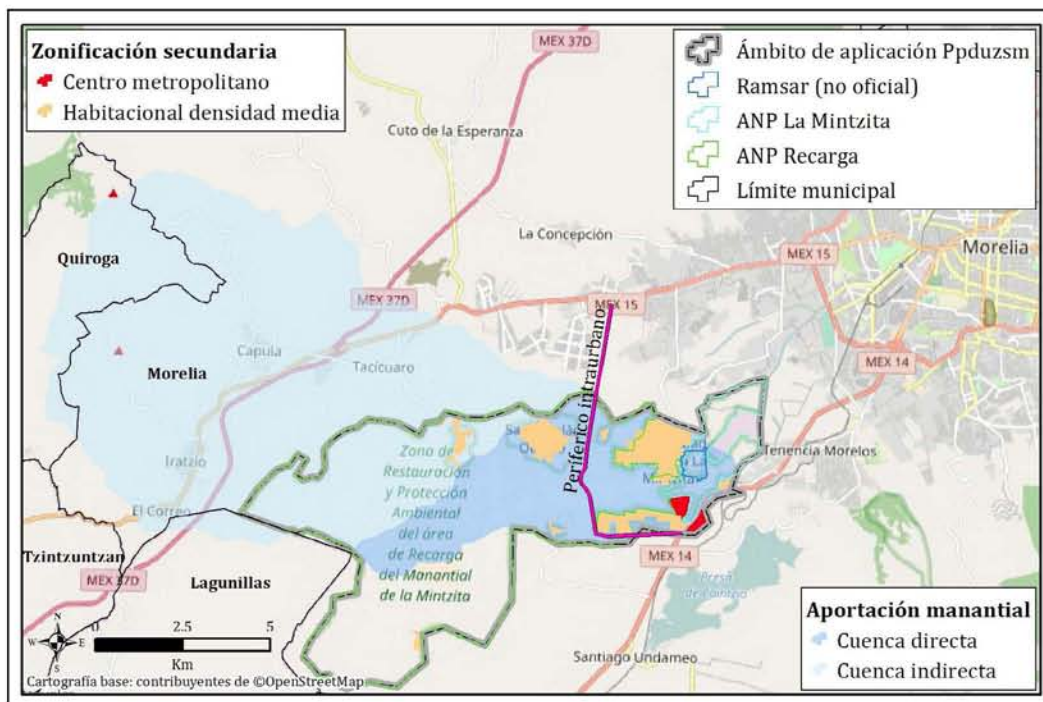 Zonificación secundaria
Centro metropolitano
Habitacional densidad media
Ámbito de aplicación Ppduzsm
Ramsar (no oficial)
ANP La Mintzita
ANP Recarga
Límite municipal
MEX 37D
Cuto de la Esperanza
La Concepción
Morelia
MEX 15
Quiroga
MEX 37D
MEX 15
MEX 14
Capula
Tacícuaro
Morelia
Periferico intraurbano
Zona de
Restauración
y Protección
Ambiental
del área
de Recarga
del Manantial
de la Mintzita
Tenencia Morelos
Iratzio
El Correo
Tzintzuntzan
MEX 37D
Lagunillas
MEX 14
Presa
de Cointzio
Santiago Undameo
N
W
E
S
0 2.5 5
Km
Aportación manantial
Cuenca directa
Cuenca indirecta
Cartografía base: contribuyentes de ©OpenStreetMap